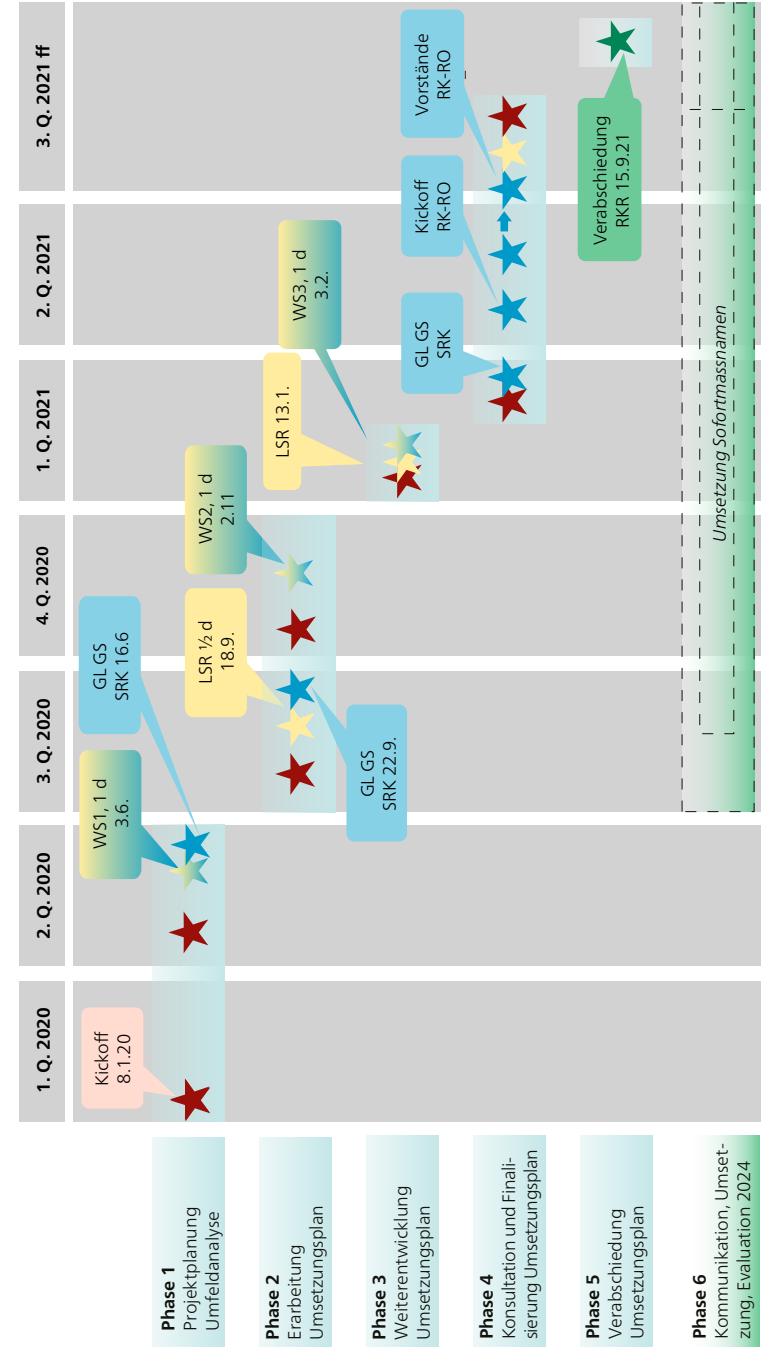 1. Q. 2020
2. Q. 2020
3. Q. 2020
4. Q. 2020
1. Q. 2021
2. Q. 2021
3. Q. 2021 ff
Phase 1
Projektplanung
Umfeldanalyse
Kickoff
8.1.20
WS1, 1 d
3.6.
GL GS
SRK 16.6
Phase 2
Erarbeitung
Umsetzungsplan
LSR ½ d
18.9.
GL GS
SRK 22.9.
WS2, 1 d
2.11
Phase 3
Weiterentwicklung
Umsetzungsplan
LSR 13.1.
WS3, 1 d
3.2.
Phase 4
Konsultation und Finali-
sierung Umsetzungsplan
GL GS
SRK
Kickoff
RK-RO
Vorstände
RK-RO
Phase 5
Verabschiedung
Umsetzungsplan
Verabschiedung
RKR 15.9.21
Phase 6
Kommunikation, Umset-
zung, Evaluation 2024
Umsetzung Sofortmassnamen